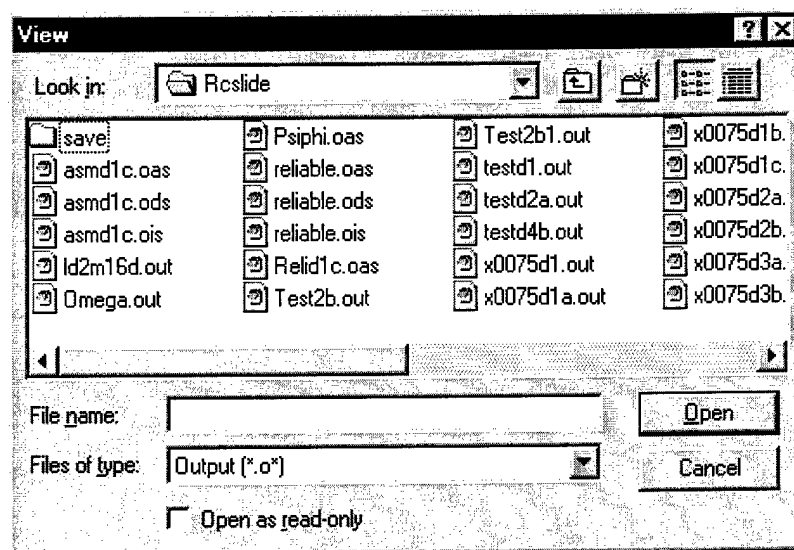 View
Look in: Rcslide
save Psiphi.oas Test2b1.out x0075d1b.
asmd1c.oas reliable.oas testd1.out x0075d1c.
asmd1c.ods reliable.ods testd2a.out x0075d2a.
asmd1c.ois reliable.ois testd4b.out x0075d2b.
ld2m16d.out Relid1c.oas x0075d1.out x0075d3a.
Omega.out Test2b.out x0075d1a.out x0075d3b.
File name: Open
Files of type: Output (*.o*) Cancel
Open as read-only